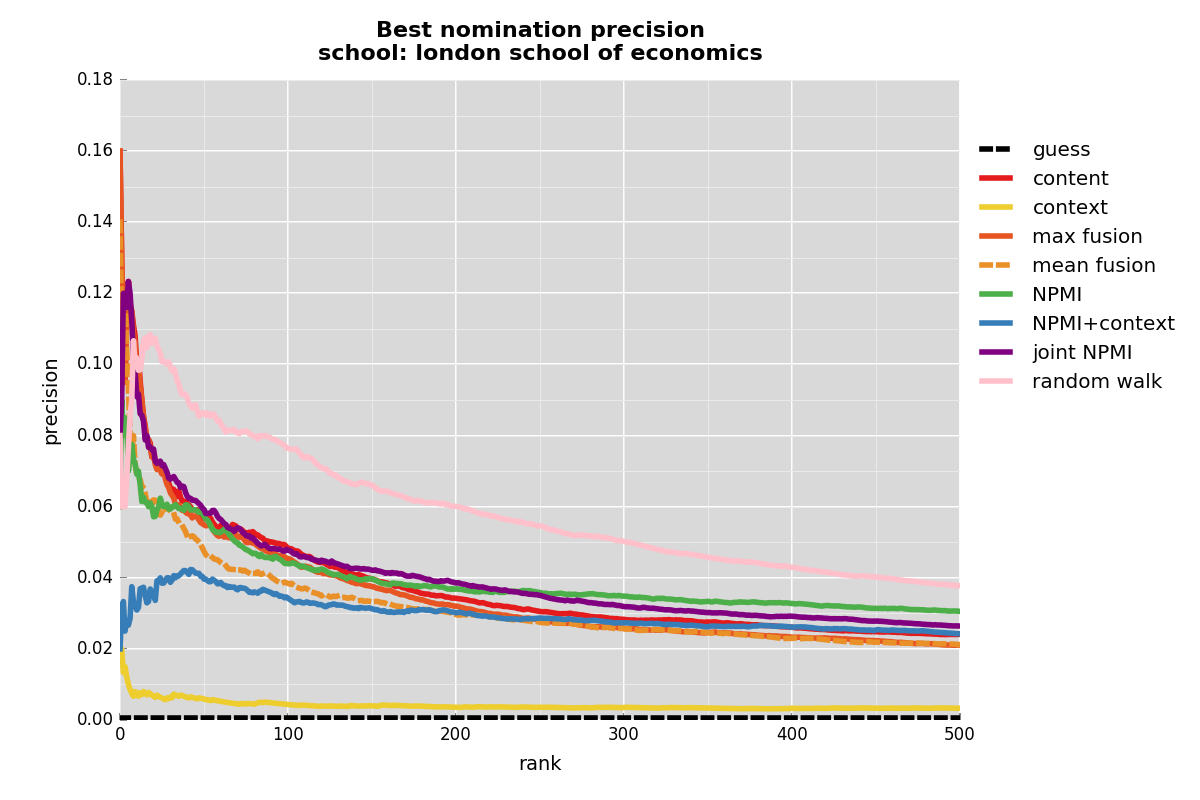 Best nomination precision
school: london school of economics
precision
0.18
0.16
0.14
0.12
0.10
0.08
0.06
0.04
0.02
0.00
0 100 200 300 400 500
rank
guess
content
context
max fusion
mean fusion
NPMI
NPMI+context
joint NPMI
random walk